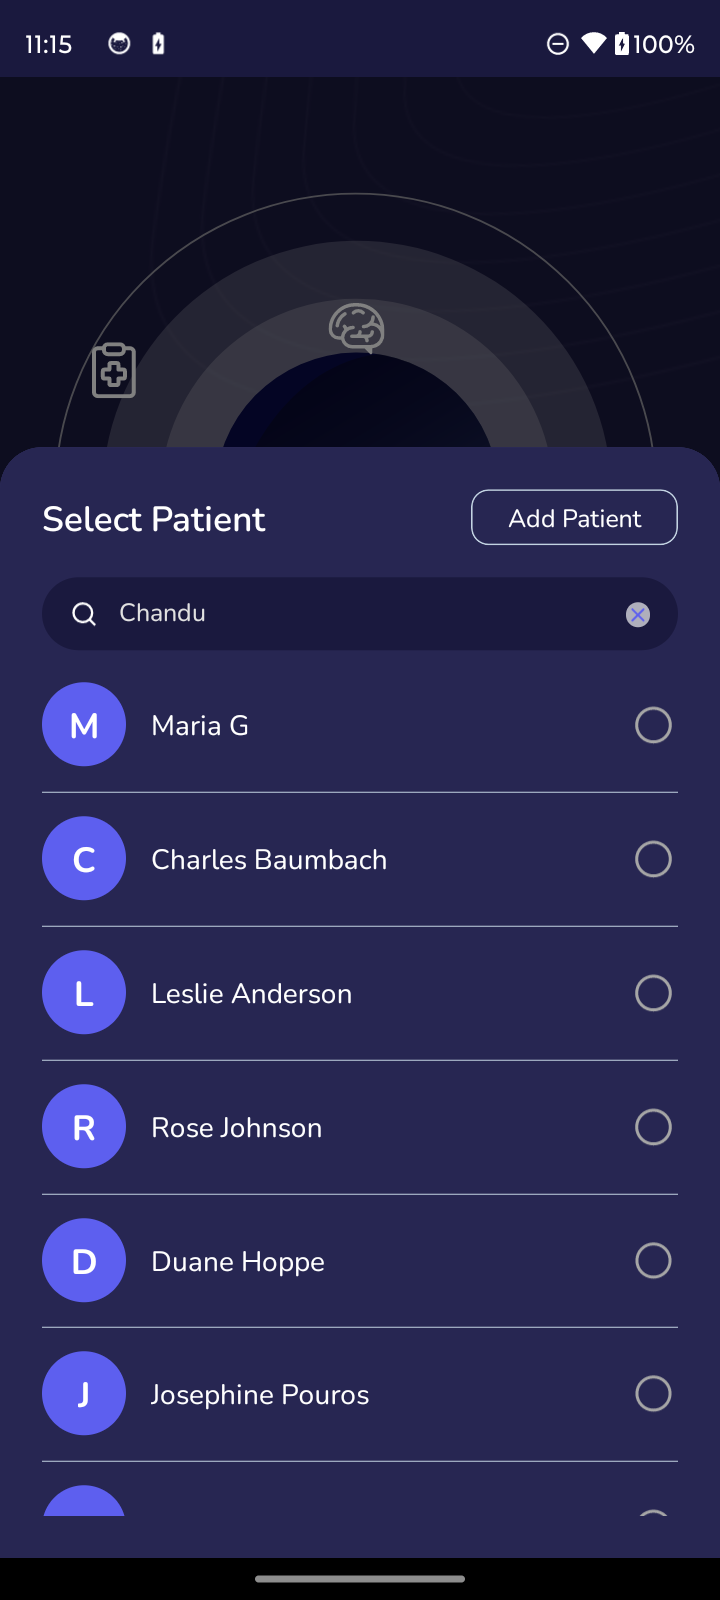 11:15
100%
Select Patient
Add Patient
Chandu
M
Maria G
C
Charles Baumbach
L
Leslie Anderson
R
Rose Johnson
D
Duane Hoppe
J
Josephine Pouros